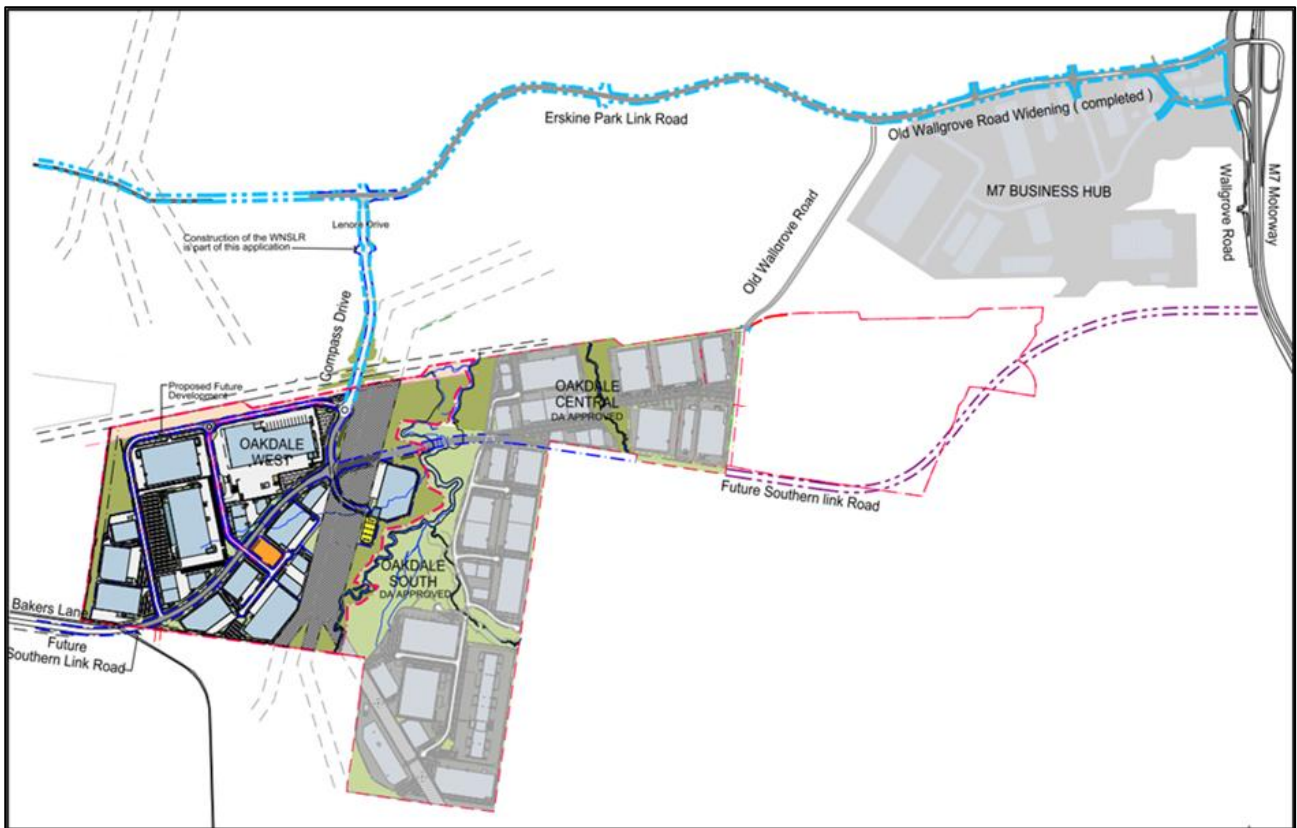 Erskine Park Link Road
Old Wallgrove Road Widening ( completed )
M7 BUSINESS HUB
Wallgrove Road
M7 Motorway
Old Wallgrove Road
Lenore Drive
Construction of the WNSLR
is part of this application
Compass Drive
Proposed Future
Development
OAKDALE
WEST
OAKDALE
CENTRAL
DA APPROVED
Future Southern link Road
OAKDALE
SOUTH
DA APPROVED
Bakers Lane
Future
Southern Link Road